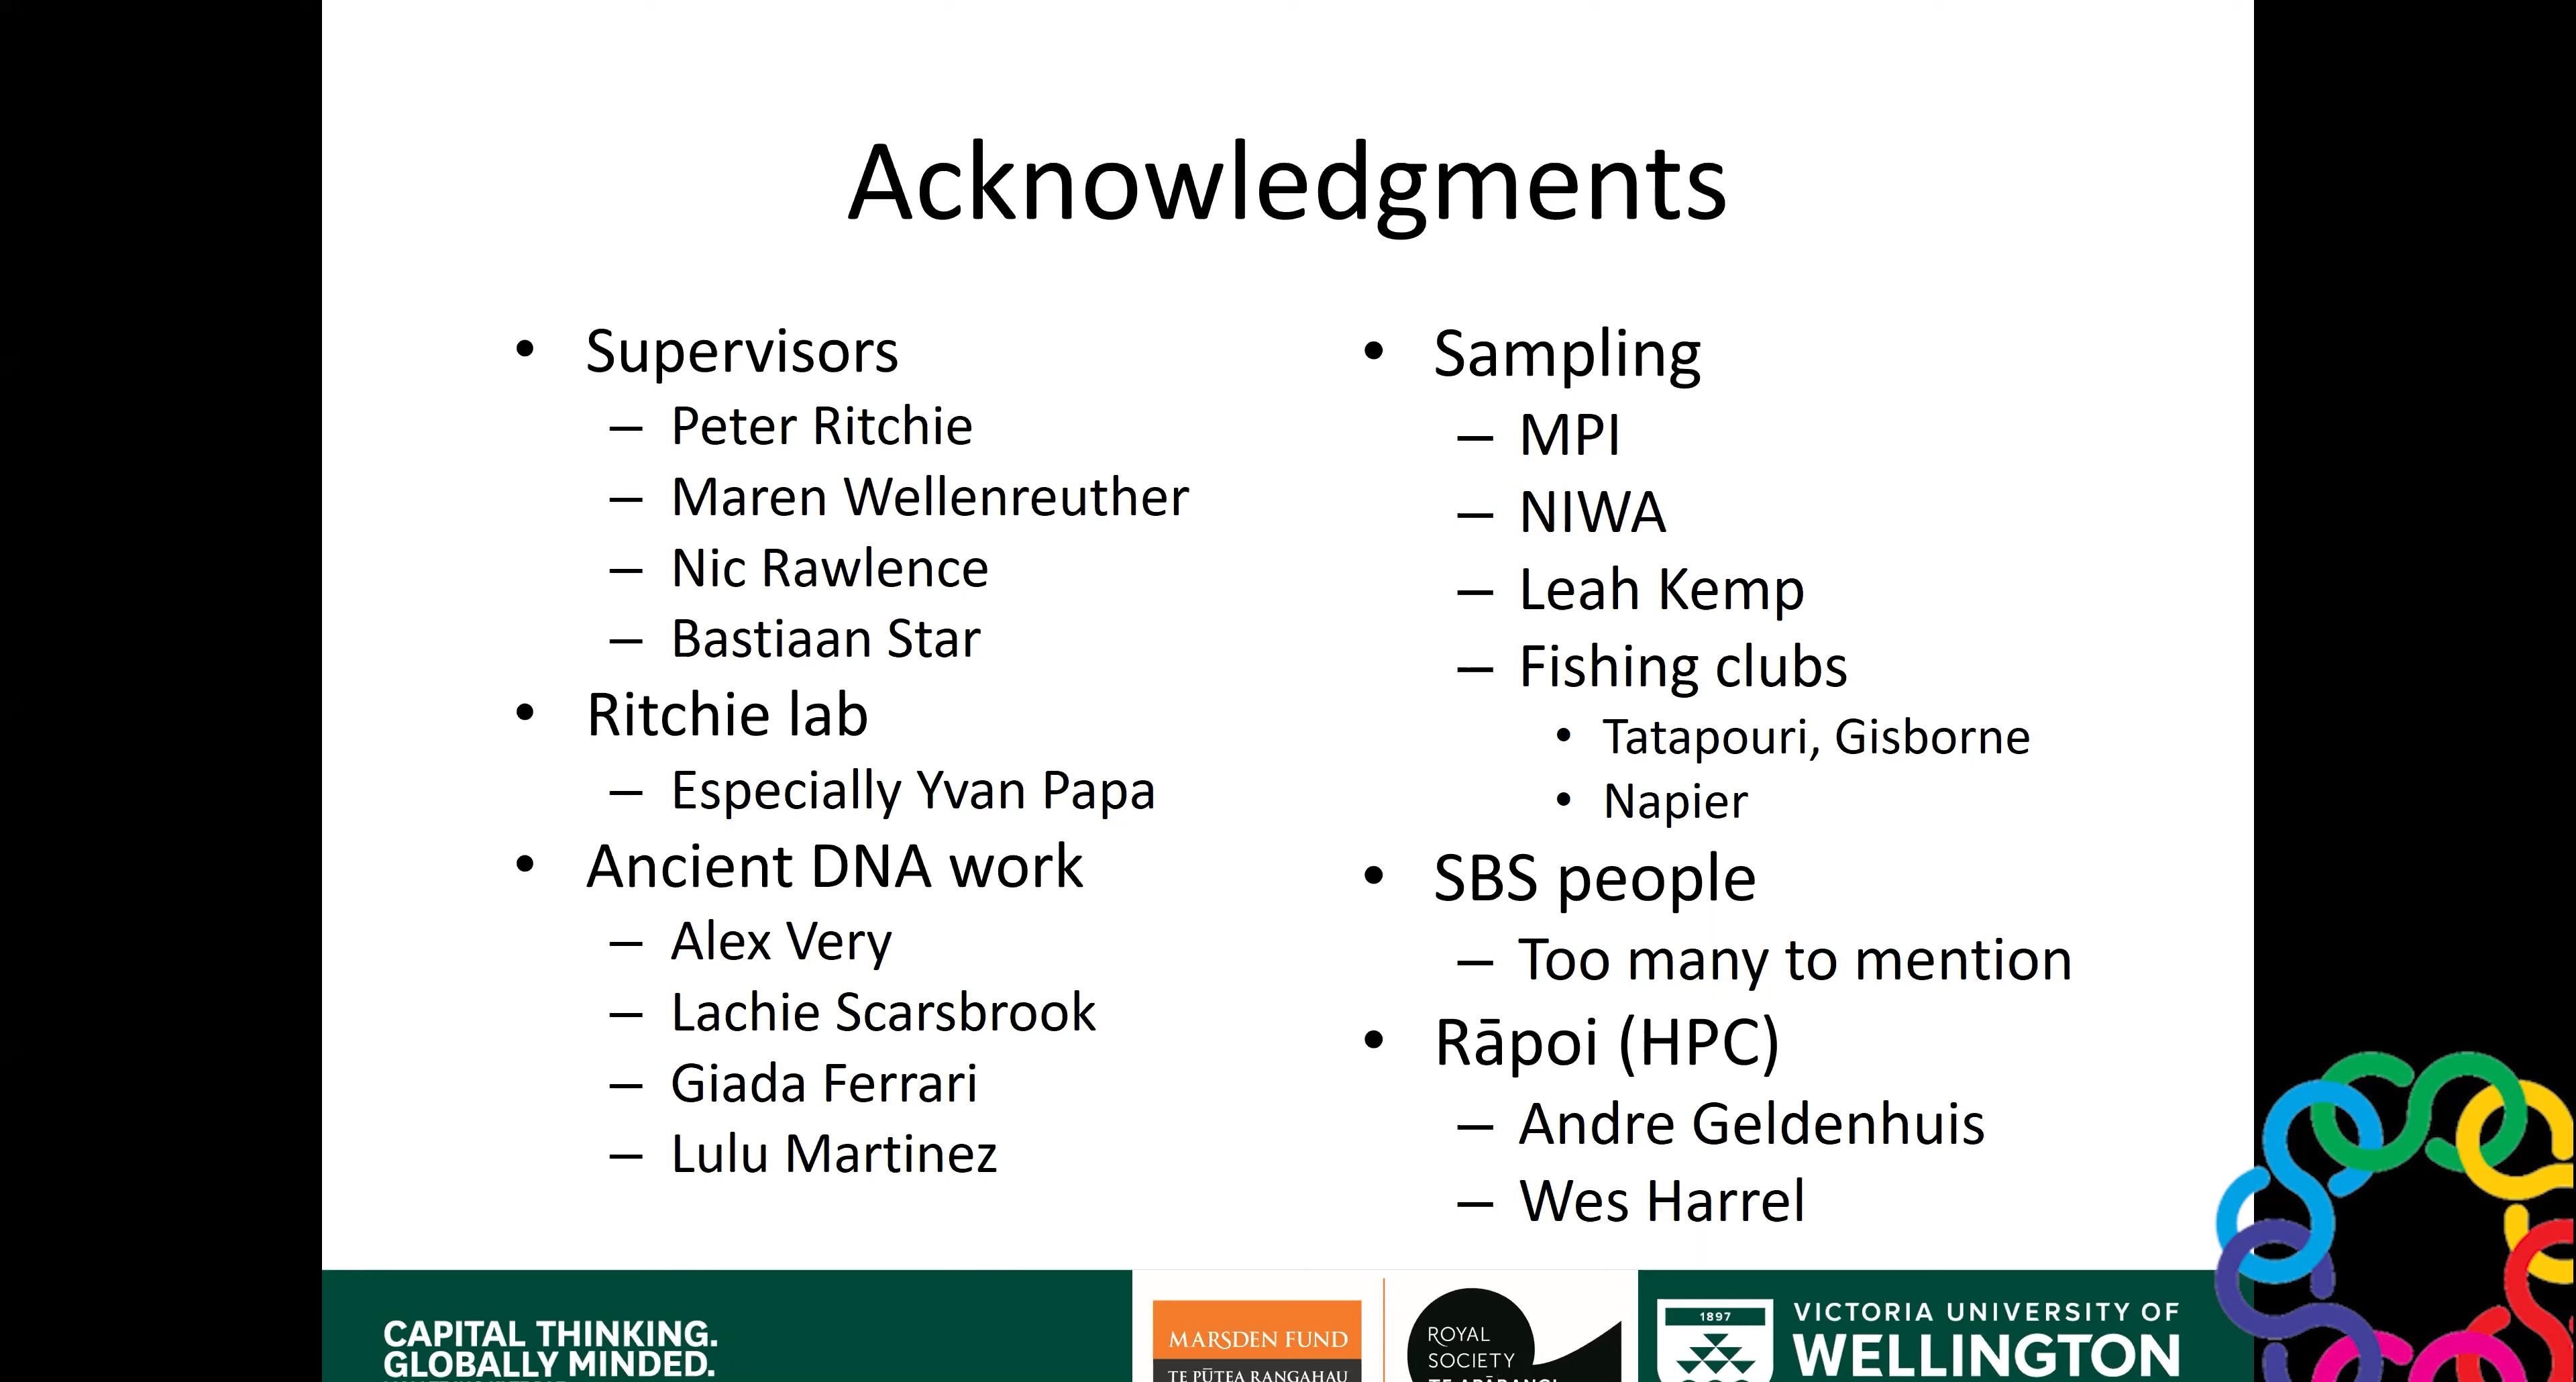 Acknowledgments
• Supervisors
– Peter Ritchie
– Maren Wellenreuther
– Nic Rawlence
– Bastiaan Star
• Ritchie lab
– Especially Yvan Papa
• Ancient DNA work
– Alex Very
– Lachie Scarsbrook
– Giada Ferrari
– Lulu Martinez
• Sampling
– MPI
– NIWA
– Leah Kemp
– Fishing clubs
• Tatapouri, Gisborne
• Napier
• SBS people
– Too many to mention
• Rāpoi (HPC)
– Andre Geldenhuis
– Wes Harrel
CAPITAL THINKING.
GLOBALLY MINDED.
MARSDEN FUND
TE PŪTEA RANGAHAU
ROYAL
SOCIETY
TE APĀRANGI
1897
VICTORIA UNIVERSITY OF
WELLINGTON